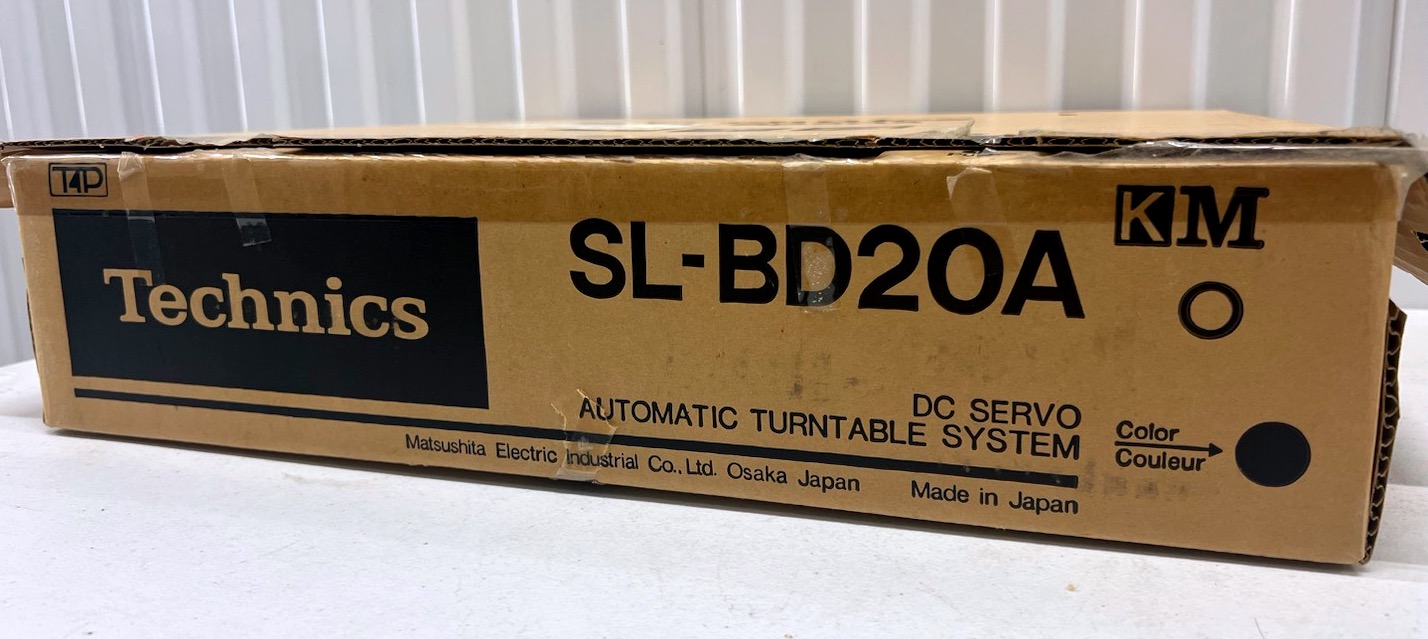 T4P
Technics
SL-BD20A
KM
DC SERVO
AUTOMATIC TURNTABLE SYSTEM
Color
Couleur
Matsushita Electric Industrial Co., Ltd. Osaka Japan
Made in Japan